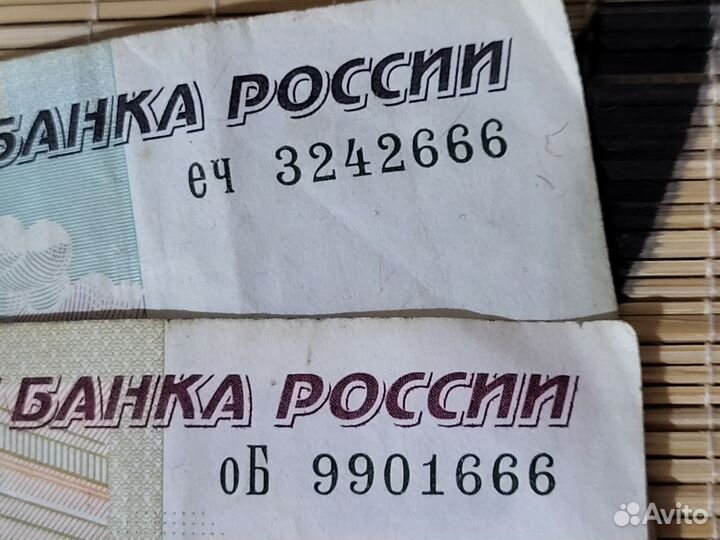 БАНКА РОССИИ
еч 3242666
БАНКА РОССИИ
оБ 9901666
Avito